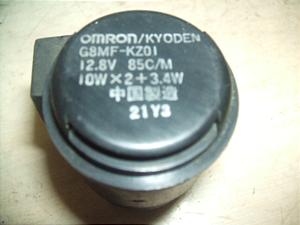 OMRON/KYODEN
G8MF-KZ01
12.8V 85C/M
10W×2+3.4W
中国製造
21Y3